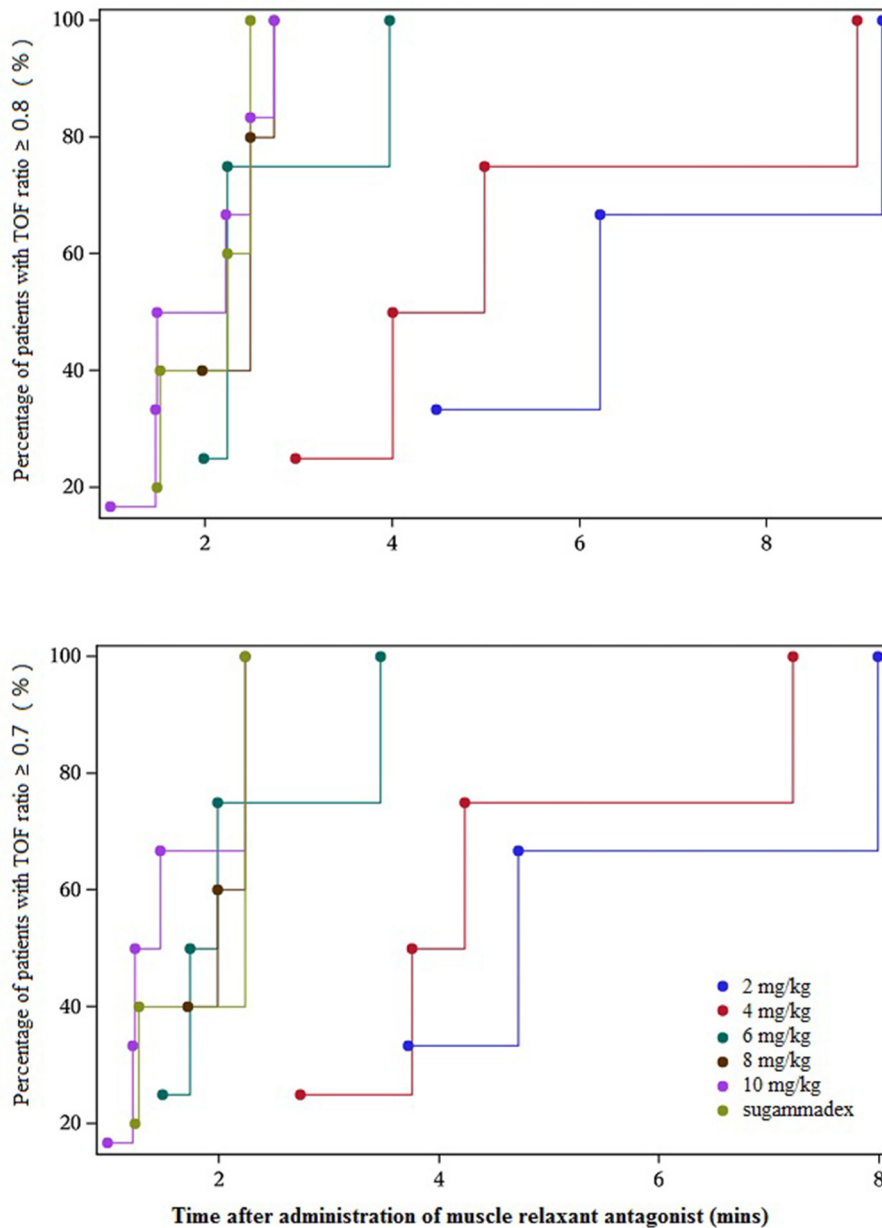 Percentage of patients with TOF ratio ≥ 0.8 ( % )
100
80
60
40
20
2 4 6 8
Percentage of patients with TOF ratio ≥ 0.7 ( % )
100
80
60
40
20
2 mg/kg
4 mg/kg
6 mg/kg
8 mg/kg
10 mg/kg
sugammadex
2 4 6 8
Time after administration of muscle relaxant antagonist (mins)